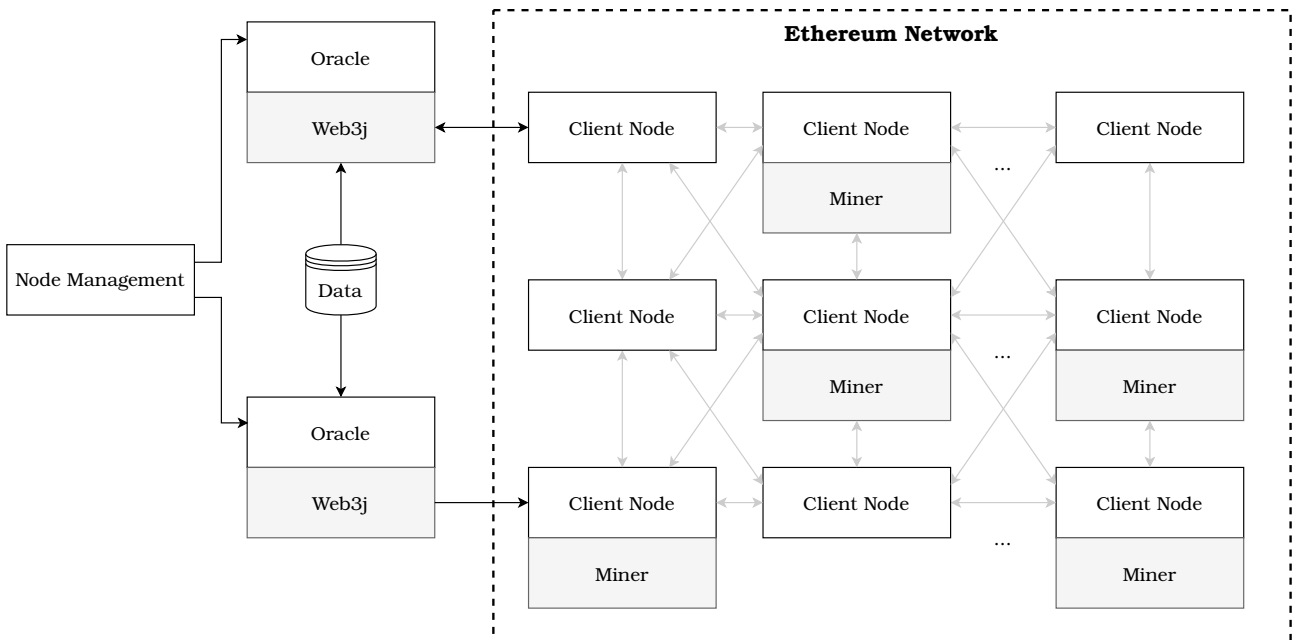 Ethereum Network
Oracle
Web3j
Client Node
Client Node
Client Node
...
Miner
Node Management
Data
Client Node
Client Node
Client Node
...
Miner
Miner
Oracle
Web3j
Client Node
Client Node
Client Node
...
Miner
Miner